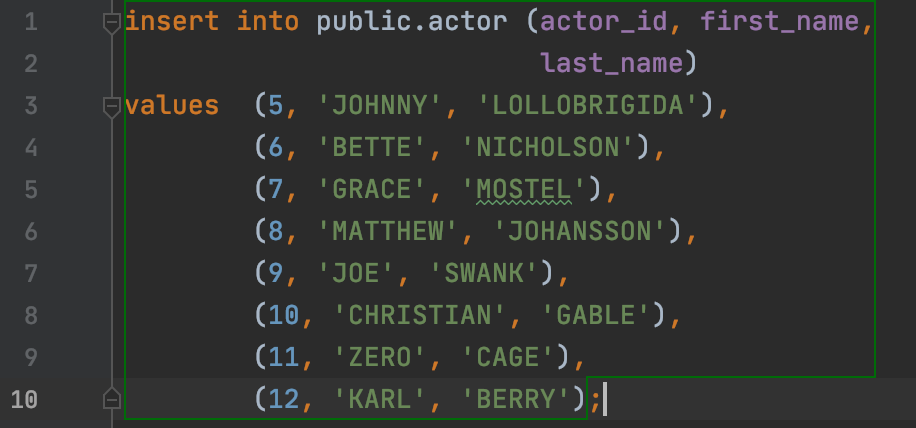 1 insert into public.actor (actor_id, first_name,
2 last_name)
3 values (5, 'JOHNNY', 'LOLLOBRIGIDA'),
4 (6, 'BETTE', 'NICHOLSON'),
5 (7, 'GRACE', 'MOSTEL'),
6 (8, 'MATTHEW', 'JOHANSSON'),
7 (9, 'JOE', 'SWANK'),
8 (10, 'CHRISTIAN', 'GABLE'),
9 (11, 'ZERO', 'CAGE'),
10 (12, 'KARL', 'BERRY');